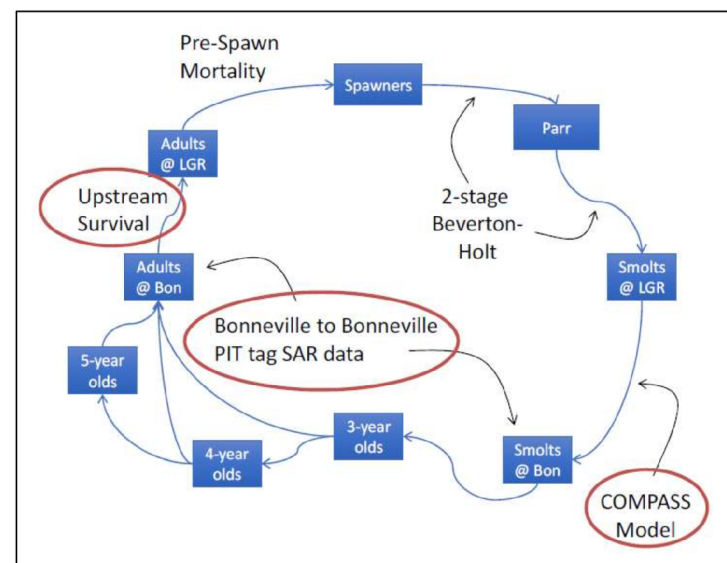 Pre-Spawn
Mortality
Spawners
Parr
Adults
@ LGR
Upstream
Survival
2-stage
Beverton-
Holt
Adults
@ Bon
Smolts
@ LGR
Bonneville to Bonneville
PIT tag SAR data
5-year
olds
3-year
olds
4-year
olds
Smolts
@ Bon
COMPASS
Model